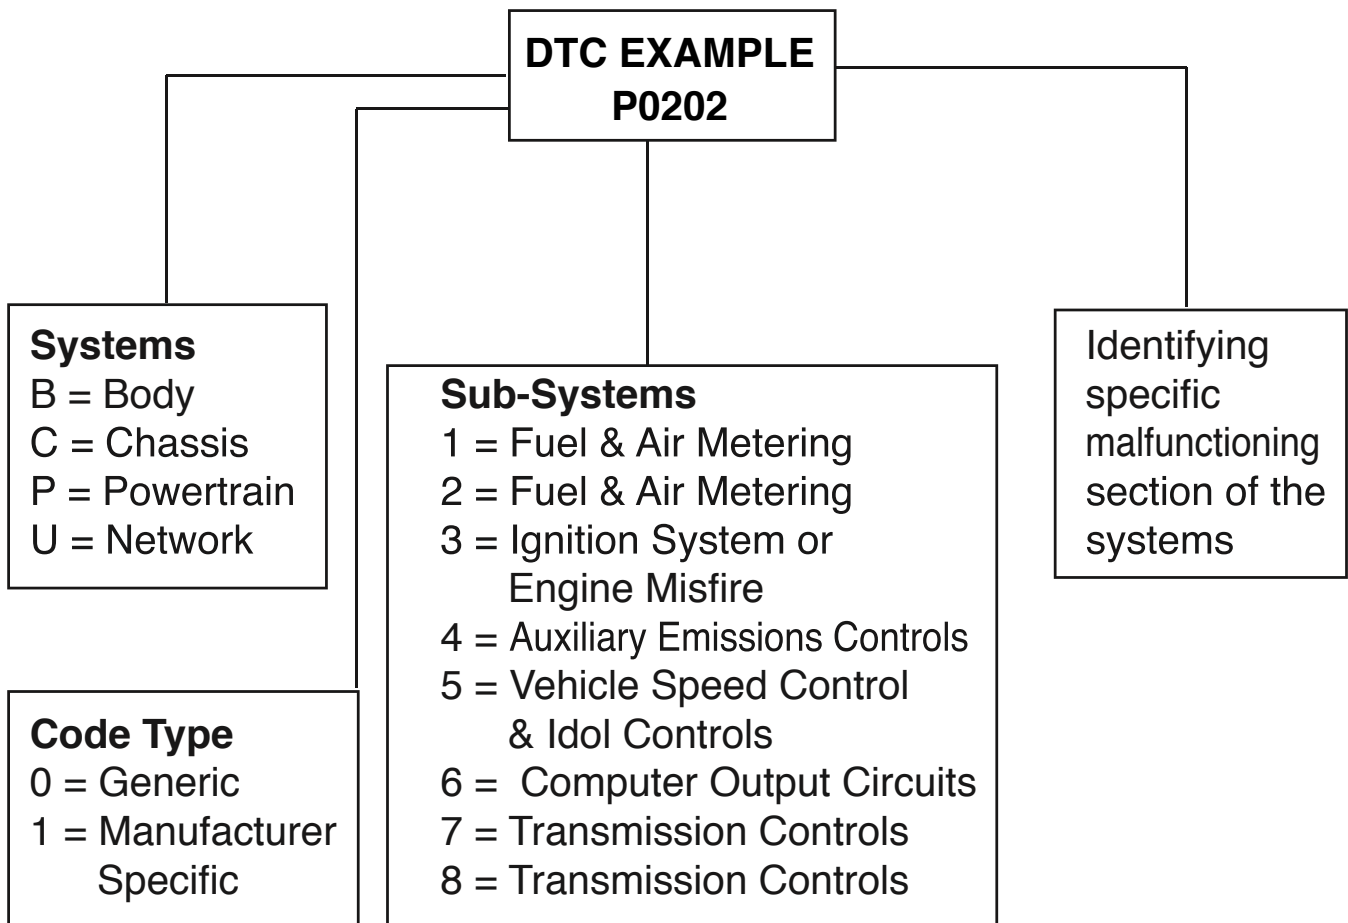 DTC EXAMPLE
P0202
Systems
B = Body
C = Chassis
P = Powertrain
U = Network
Code Type
0 = Generic
1 = Manufacturer
Specific
Sub-Systems
1 = Fuel & Air Metering
2 = Fuel & Air Metering
3 = Ignition System or
Engine Misfire
4 = Auxiliary Emissions Controls
5 = Vehicle Speed Control
& Idol Controls
6 = Computer Output Circuits
7 = Transmission Controls
8 = Transmission Controls
Identifying
specific
malfunctioning
section of the
systems